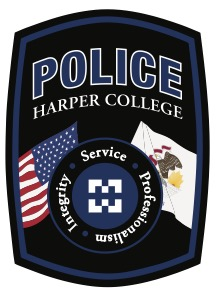 POLICE
HARPER COLLEGE
Integrity • Service • Professionalism •